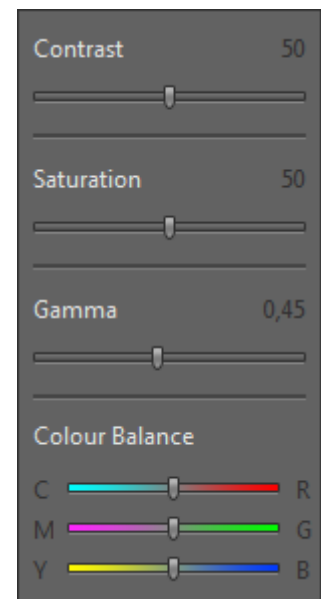 Contrast 50
Saturation 50
Gamma 0,45
Colour Balance
C R
M G
Y B